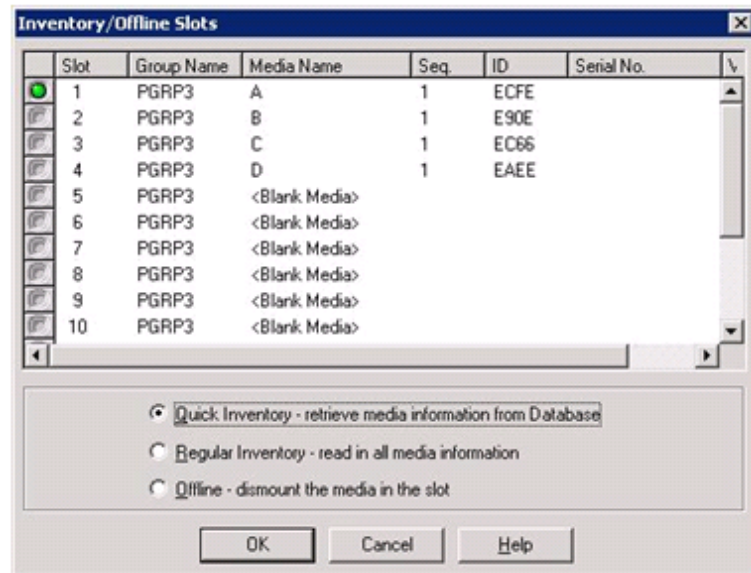 Inventory/Offline Slots
Slot Group Name Media Name Seq. ID Serial No.
1 PGRP3 A 1 ECFE
2 PGRP3 B 1 E90E
3 PGRP3 C 1 EC66
4 PGRP3 D 1 EAEE
5 PGRP3 <Blank Media>
6 PGRP3 <Blank Media>
7 PGRP3 <Blank Media>
8 PGRP3 <Blank Media>
9 PGRP3 <Blank Media>
10 PGRP3 <Blank Media>
Quick Inventory - retrieve media information from Database
Regular Inventory - read in all media information
Offline - dismount the media in the slot
OK Cancel Help